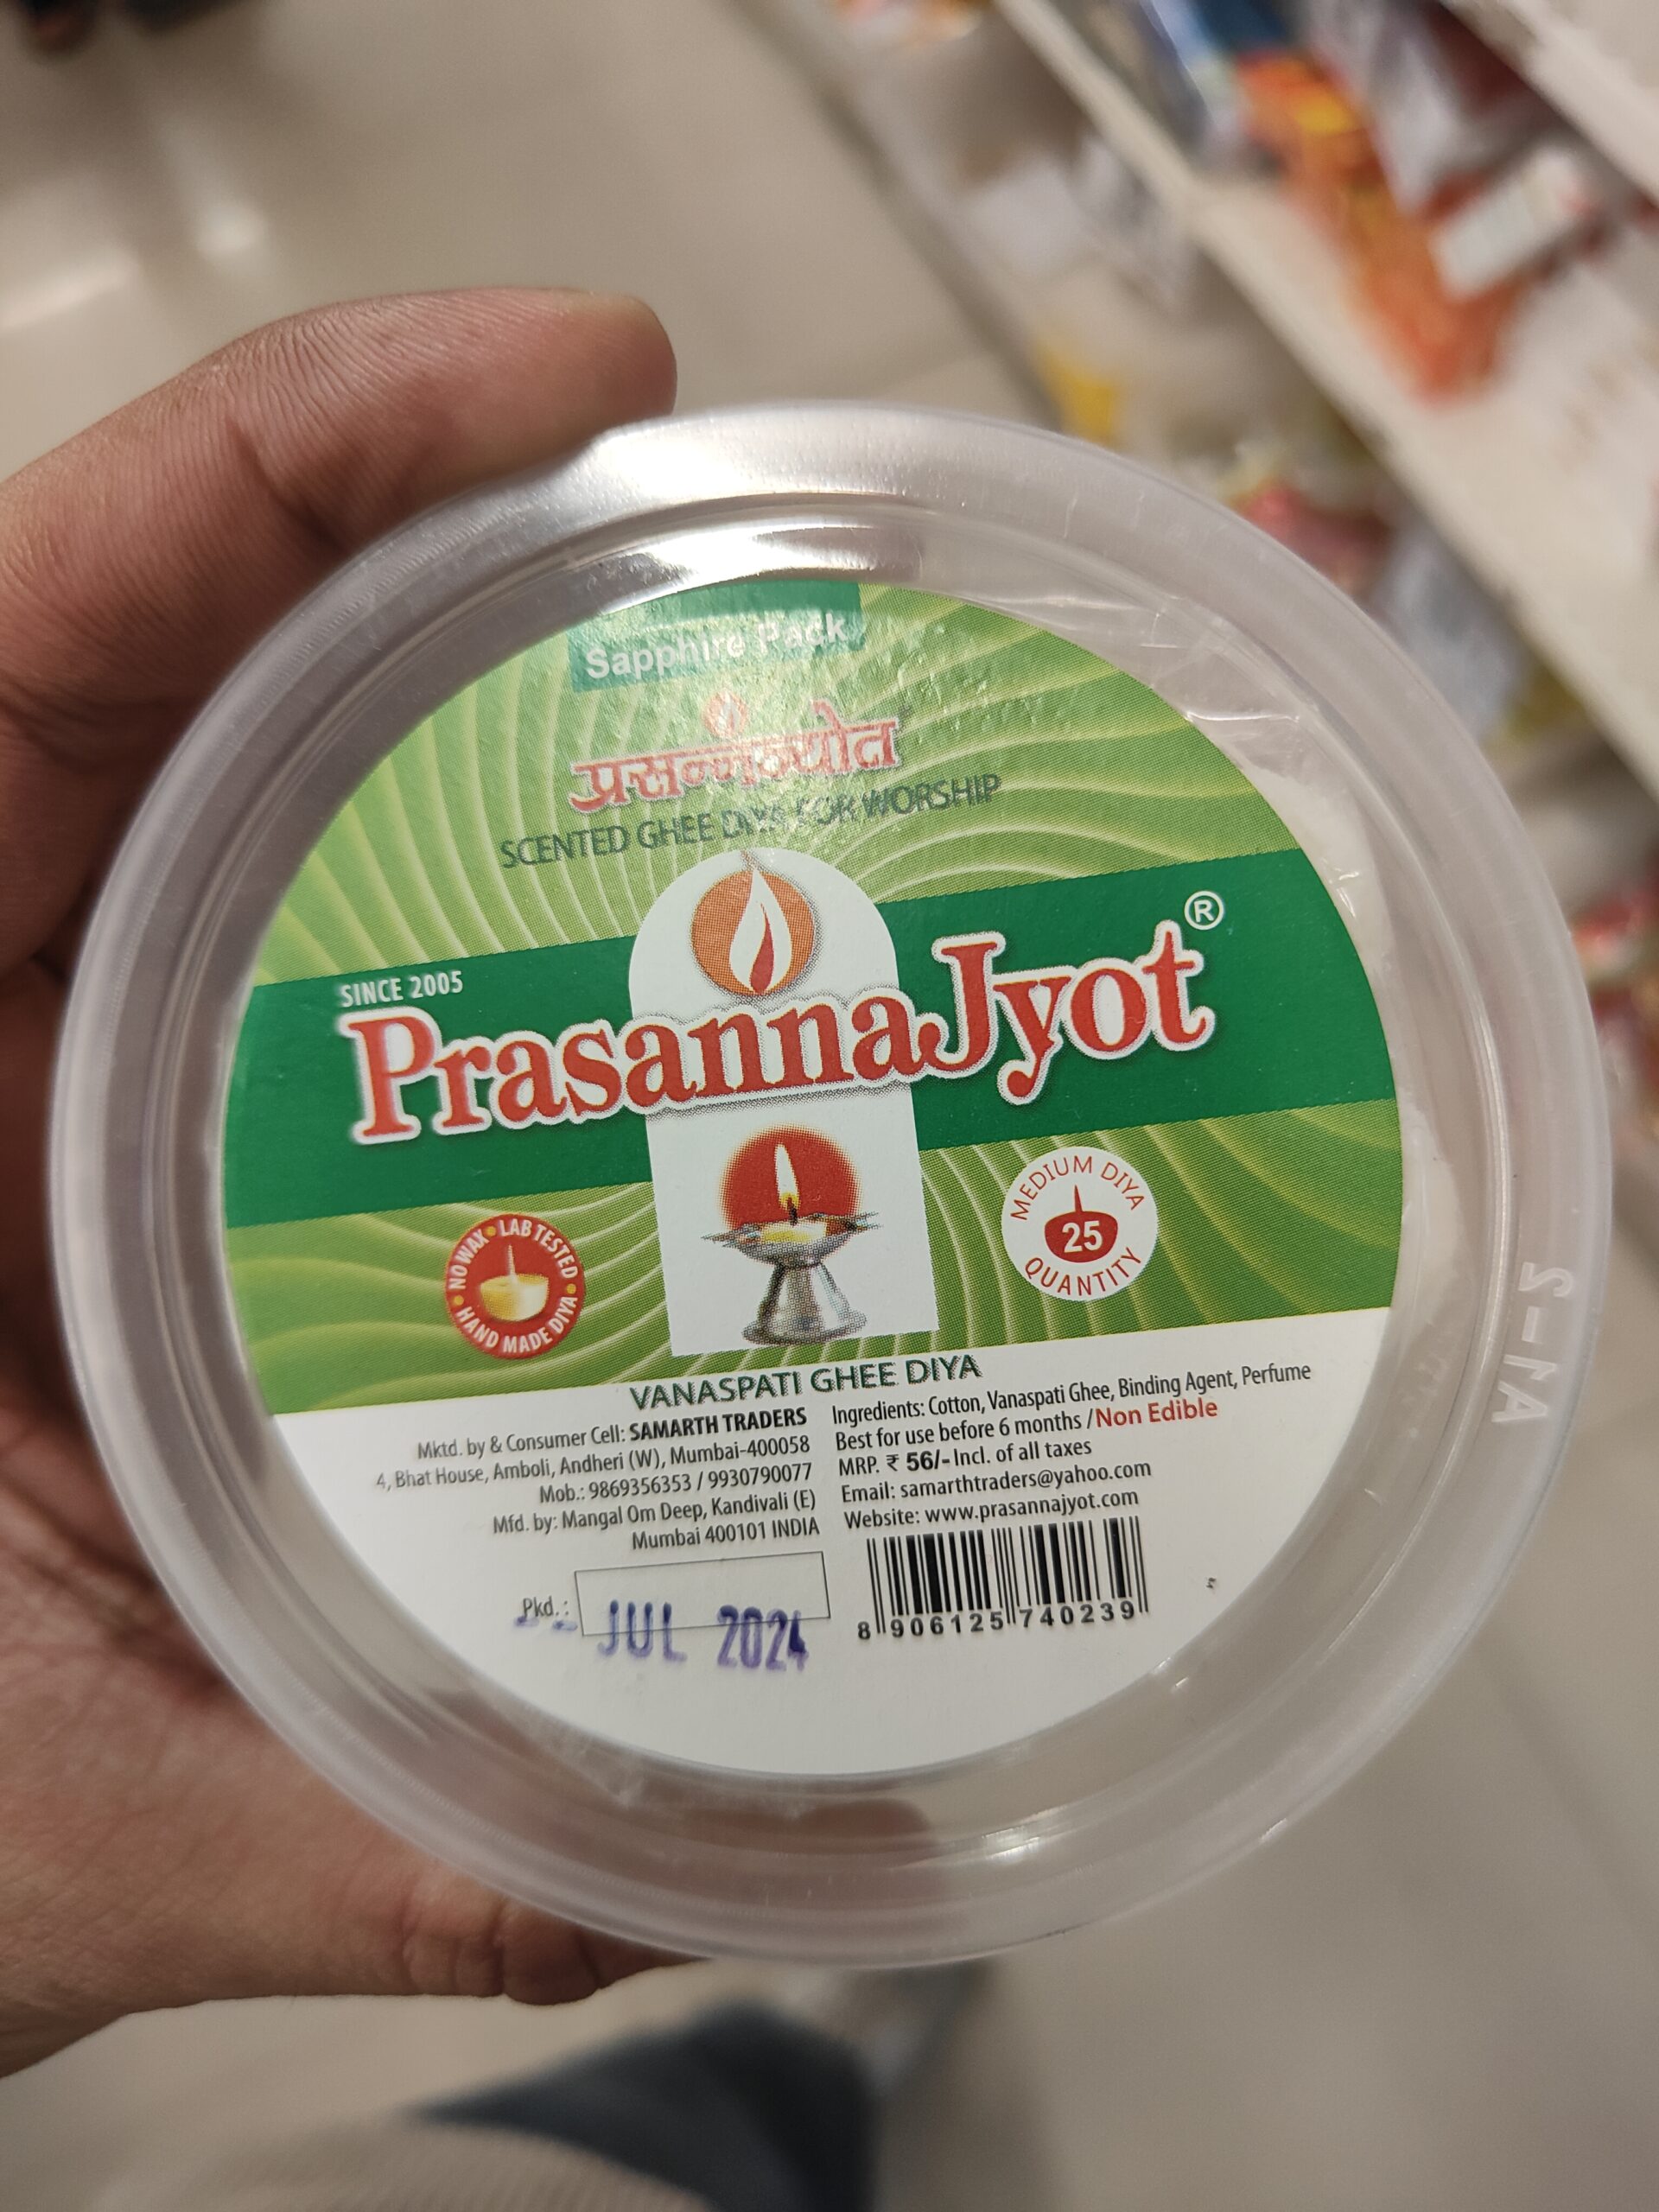 Sapphire Pack
प्रसन्नज्योत
SCENTED GHEE DIYA FOR WORSHIP
SINCE 2005
PrasannaJyot®
NO WAX • LAB TESTED • HAND MADE DIYA •
MEDIUM DIYA
25
QUANTITY
VANASPATI GHEE DIYA
Mktd. by & Consumer Cell: SAMARTH TRADERS
4, Bhat House, Amboli, Andheri (W), Mumbai-400058
Mob.: 9869356353 / 9930790077
Mfd. by: Mangal Om Deep, Kandivali (E)
Mumbai 400101 INDIA
Pkd.: JUL 2024
Ingredients: Cotton, Vanaspati Ghee, Binding Agent, Perfume
Best for use before 6 months /Non Edible
MRP. ₹ 56/- Incl. of all taxes
Email: samarthtraders@yahoo.com
Website: www.prasannajyot.com
8 906125 740239